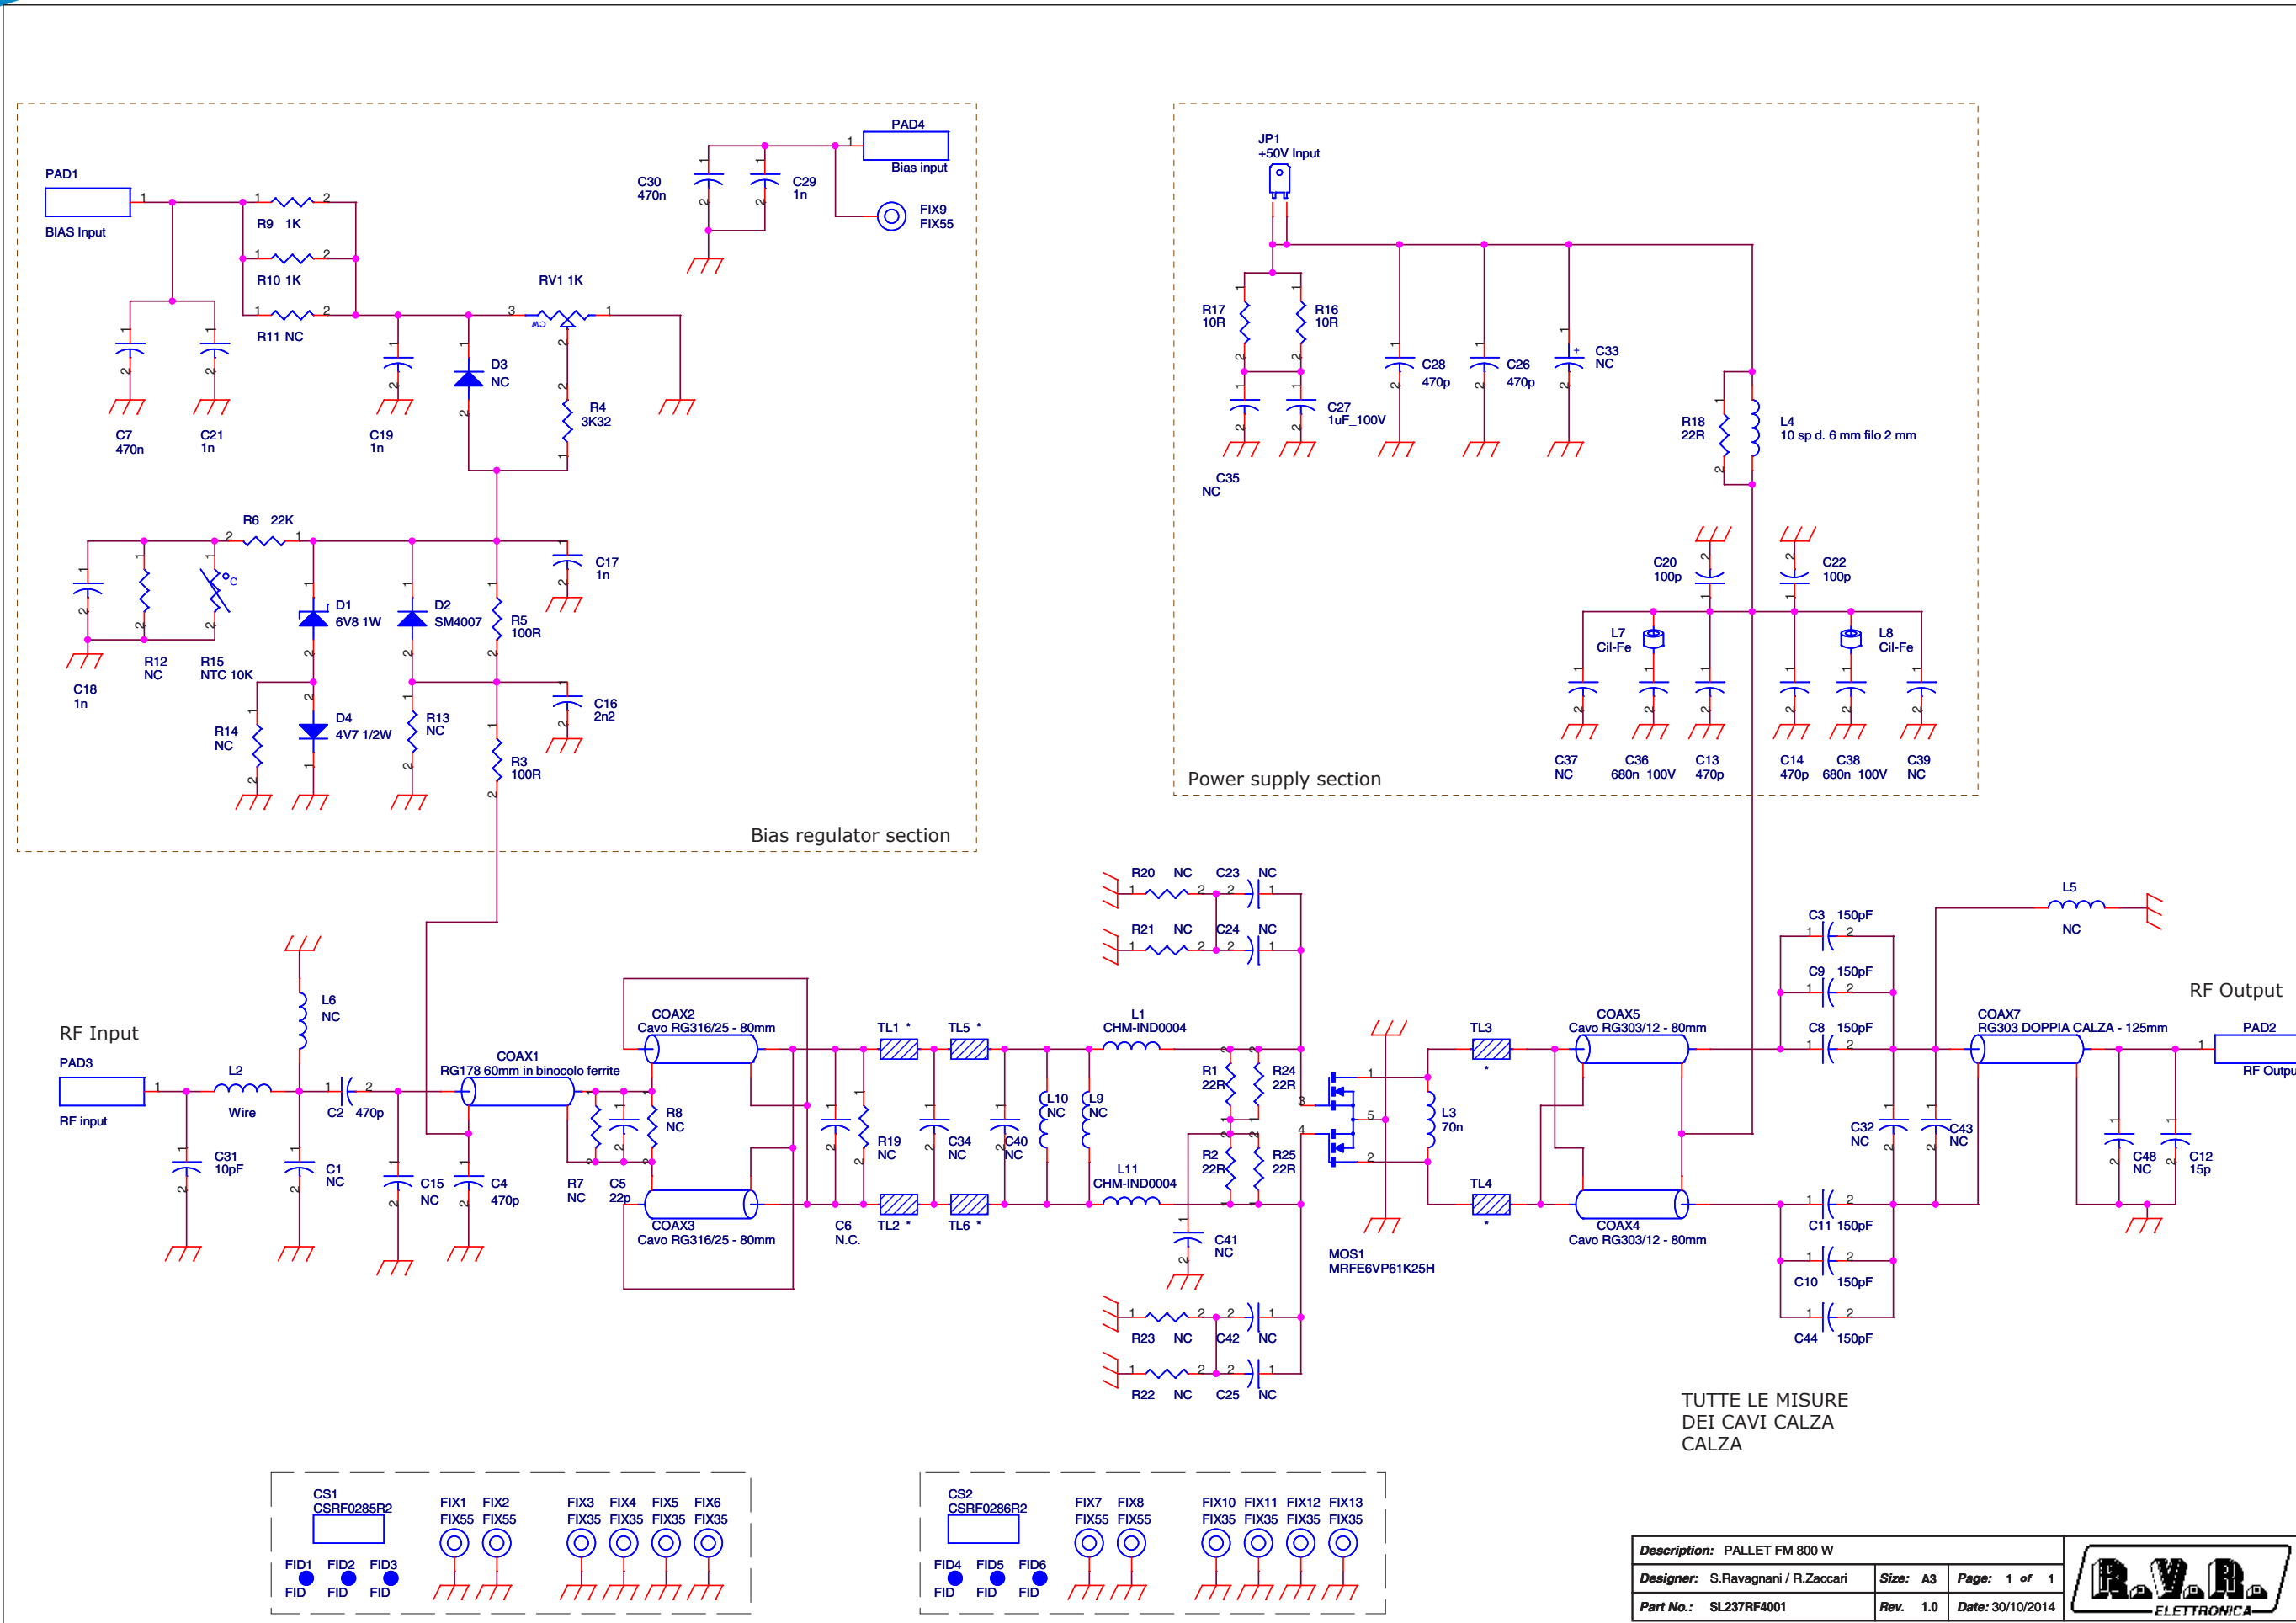 PAD1
BIAS Input
R9 1K
R10 1K
R11 NC
C7
470n
C21
1n
C19
1n
D3
NC
RV1 1K
CW
R4
3K32
C30
470n
C29
1n
PAD4
Bias input
FIX9
FIX55
R6 22K
°C
C18
1n
R12
NC
R15
NTC 10K
D1
6V8 1W
D2
SM4007
R5
100R
C17
1n
R14
NC
D4
4V7 1/2W
R13
NC
C16
2n2
R3
100R
Bias regulator section
JP1
+50V Input
R17
10R
R16
10R
C35
NC
C27
1uF_100V
C28
470p
C26
470p
C33
NC
R18
22R
L4
10 sp d. 6 mm filo 2 mm
C20
100p
C22
100p
L7
Cil-Fe
L8
Cil-Fe
C37
NC
C36
680n_100V
C13
470p
C14
470p
C38
680n_100V
C39
NC
Power supply section
RF Input
PAD3
RF input
L2
Wire
C31
10pF
L6
NC
C1
NC
C2 470p
C15
NC
C4
470p
COAX1
RG178 60mm in binocolo ferrite
R7
NC
C5
22p
R8
NC
COAX2
Cavo RG316/25 - 80mm
COAX3
Cavo RG316/25 - 80mm
C6
N.C.
R19
NC
TL1 *
TL5 *
TL2 *
TL6 *
C34
NC
C40
NC
L10
NC
L9
NC
L1
CHM-IND0004
L11
CHM-IND0004
R20 NC C23 NC
R21 NC C24 NC
R1
22R
R24
22R
R2
22R
R25
22R
C41
NC
R23 NC C42 NC
R22 NC C25 NC
MOS1
MRFE6VP61K25H
L3
70n
TL3
*
TL4
*
COAX5
Cavo RG303/12 - 80mm
COAX4
Cavo RG303/12 - 80mm
C3 150pF
C9 150pF
C8 150pF
C11 150pF
C10 150pF
C44 150pF
C32
NC
C43
NC
L5
NC
COAX7
RG303 DOPPIA CALZA - 125mm
C48
NC
C12
15p
RF Output
PAD2
RF Outpu
TUTTE LE MISURE
DEI CAVI CALZA
CALZA
CS1
CSRF0285R2
FID1 FID2 FID3
FID FID FID
FIX1 FIX2 FIX3 FIX4 FIX5 FIX6
FIX55 FIX55 FIX35 FIX35 FIX35 FIX35
CS2
CSRF0286R2
FID4 FID5 FID6
FID FID FID
FIX7 FIX8 FIX10 FIX11 FIX12 FIX13
FIX55 FIX55 FIX35 FIX35 FIX35 FIX35
Description: PALLET FM 800 W
Designer: S.Ravagnani / R.Zaccari Size: A3 Page: 1 of 1
Part No.: SL237RF4001 Rev. 1.0 Date: 30/10/2014
R.V.R.
ELETTRONICA